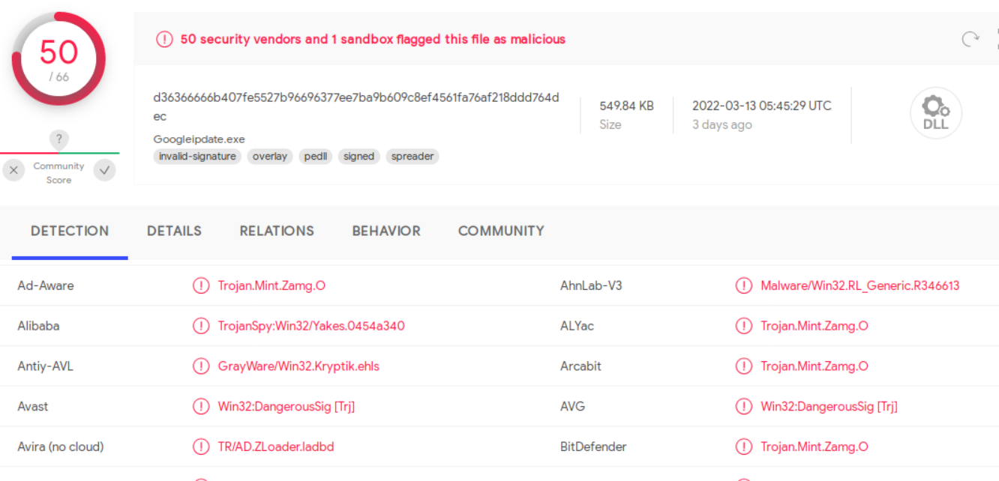 50
/ 66
50 security vendors and 1 sandbox flagged this file as malicious
d36366666b407fe5527b96696377ee7ba9b609c8ef4561fa76af218ddd764d
ec
Googleipdate.exe
invalid-signature overlay pedll signed spreader
549.84 KB
Size
2022-03-13 05:45:29 UTC
3 days ago
DLL
?
Community
Score
DETECTION DETAILS RELATIONS BEHAVIOR COMMUNITY
Ad-Aware Trojan.Mint.Zamg.O AhnLab-V3 Malware/Win32.RL_Generic.R346613
Alibaba TrojanSpy:Win32/Yakes.0454a340 ALYac Trojan.Mint.Zamg.O
Antiy-AVL GrayWare/Win32.Kryptik.ehls Arcabit Trojan.Mint.Zamg.O
Avast Win32:DangerousSig [Trj] AVG Win32:DangerousSig [Trj]
Avira (no cloud) TR/AD.ZLoader.ladbd BitDefender Trojan.Mint.Zamg.O